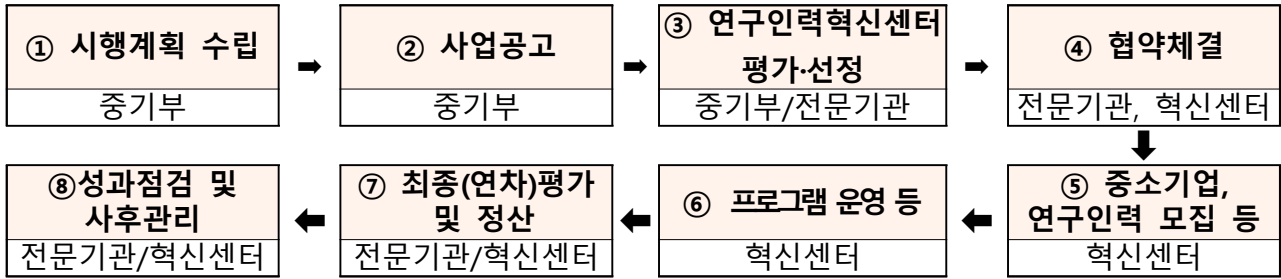 ① 시행계획 수립
중기부
② 사업공고
중기부
③ 연구인력혁신센터
평가·선정
중기부/전문기관
④ 협약체결
전문기관, 혁신센터
⑤ 중소기업,
연구인력 모집 등
혁신센터
⑥ 프로그램 운영 등
혁신센터
⑦ 최종(연차)평가
및 정산
전문기관/혁신센터
⑧성과점검 및
사후관리
전문기관/혁신센터